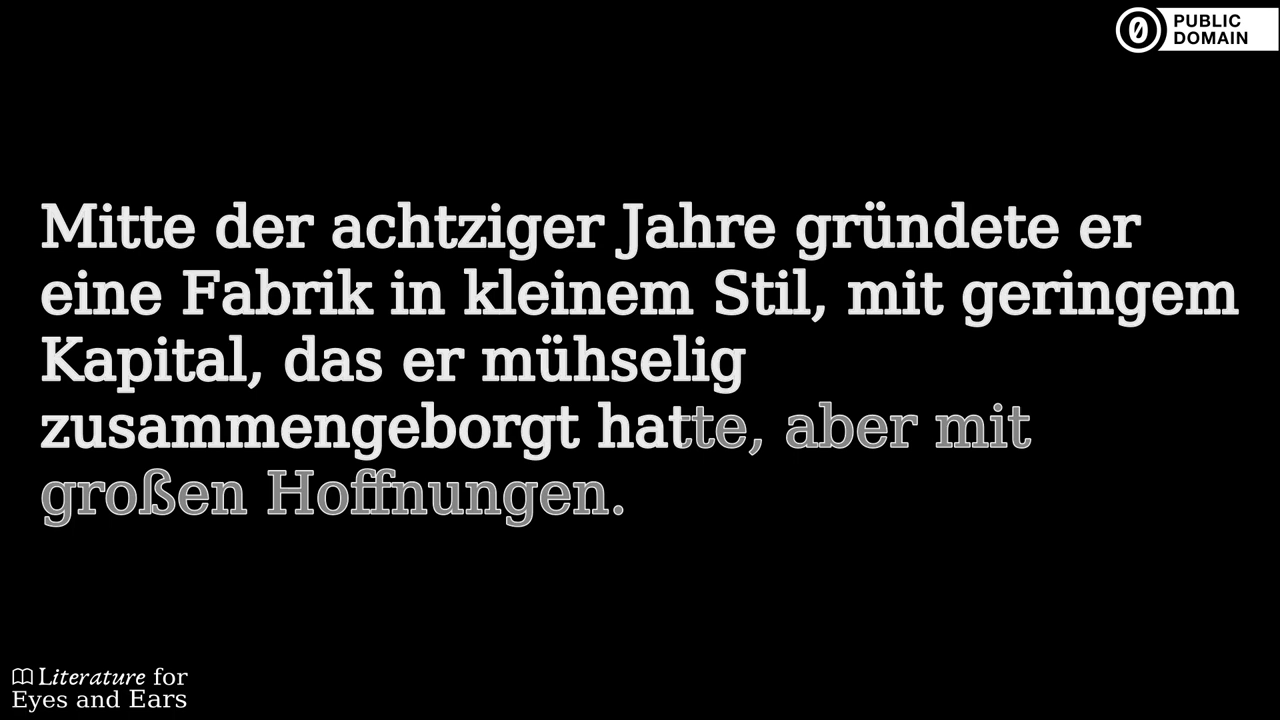 PUBLIC
DOMAIN
Mitte der achtziger Jahre gründete er
eine Fabrik in kleinem Stil, mit geringem
Kapital, das er mühselig
zusammengeborgt hatte, aber mit
großen Hoffnungen.
Literature for
Eyes and Ears